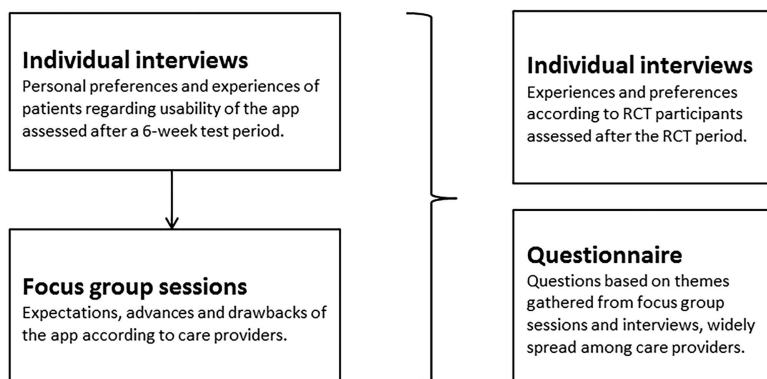 Individual interviews
Personal preferences and experiences of
patients regarding usability of the app
assessed after a 6-week test period.
Focus group sessions
Expectations, advances and drawbacks of
the app according to care providers.
Individual interviews
Experiences and preferences
according to RCT participants
assessed after the RCT period.
Questionnaire
Questions based on themes
gathered from focus group
sessions and interviews, widely
spread among care providers.